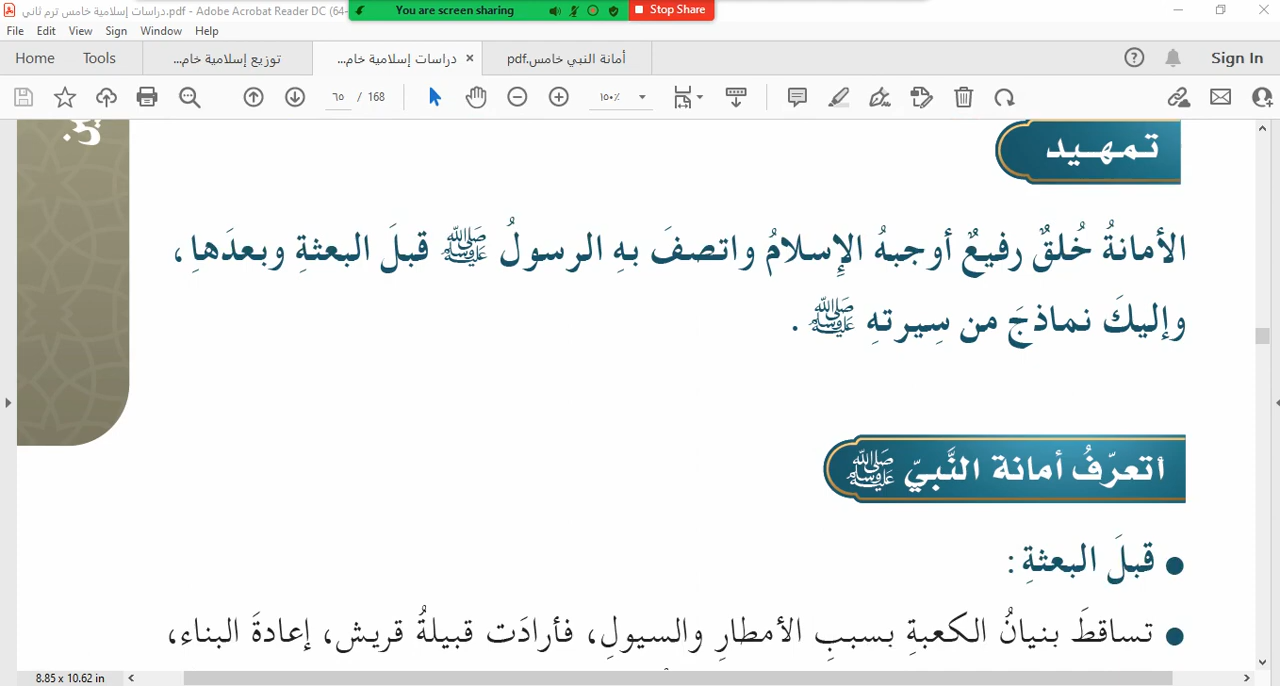 دراسات إسلامية خامس ترم ثاني.pdf - Adobe Acrobat Reader DC (64-
You are screen sharing
Stop Share
File Edit View Sign Window Help
Home Tools
توزيع إسلامية خام...
دراسات إسلامية خام...
أمانة النبي خامس.pdf
Sign In
٦٥ / 168
١٥٠٪
ين
تمهيد
الأمانةُ خُلقٌ رفيعٌ أوجبهُ الإسلامُ واتصفَ بهِ الرسولُ ﷺ قبلَ البعثةِ وبعدَها،
وإليكَ نماذجَ من سِيرتهِ ﷺ .
أتعرّفُ أمانة النَّبيّ ﷺ
● قبلَ البعثةِ :
● تساقطَ بنيانُ الكعبةِ بسببِ الأمطارِ والسيولِ، فأرادَت قبيلةُ قريش، إعادةَ البناء،
8.85 x 10.62 in